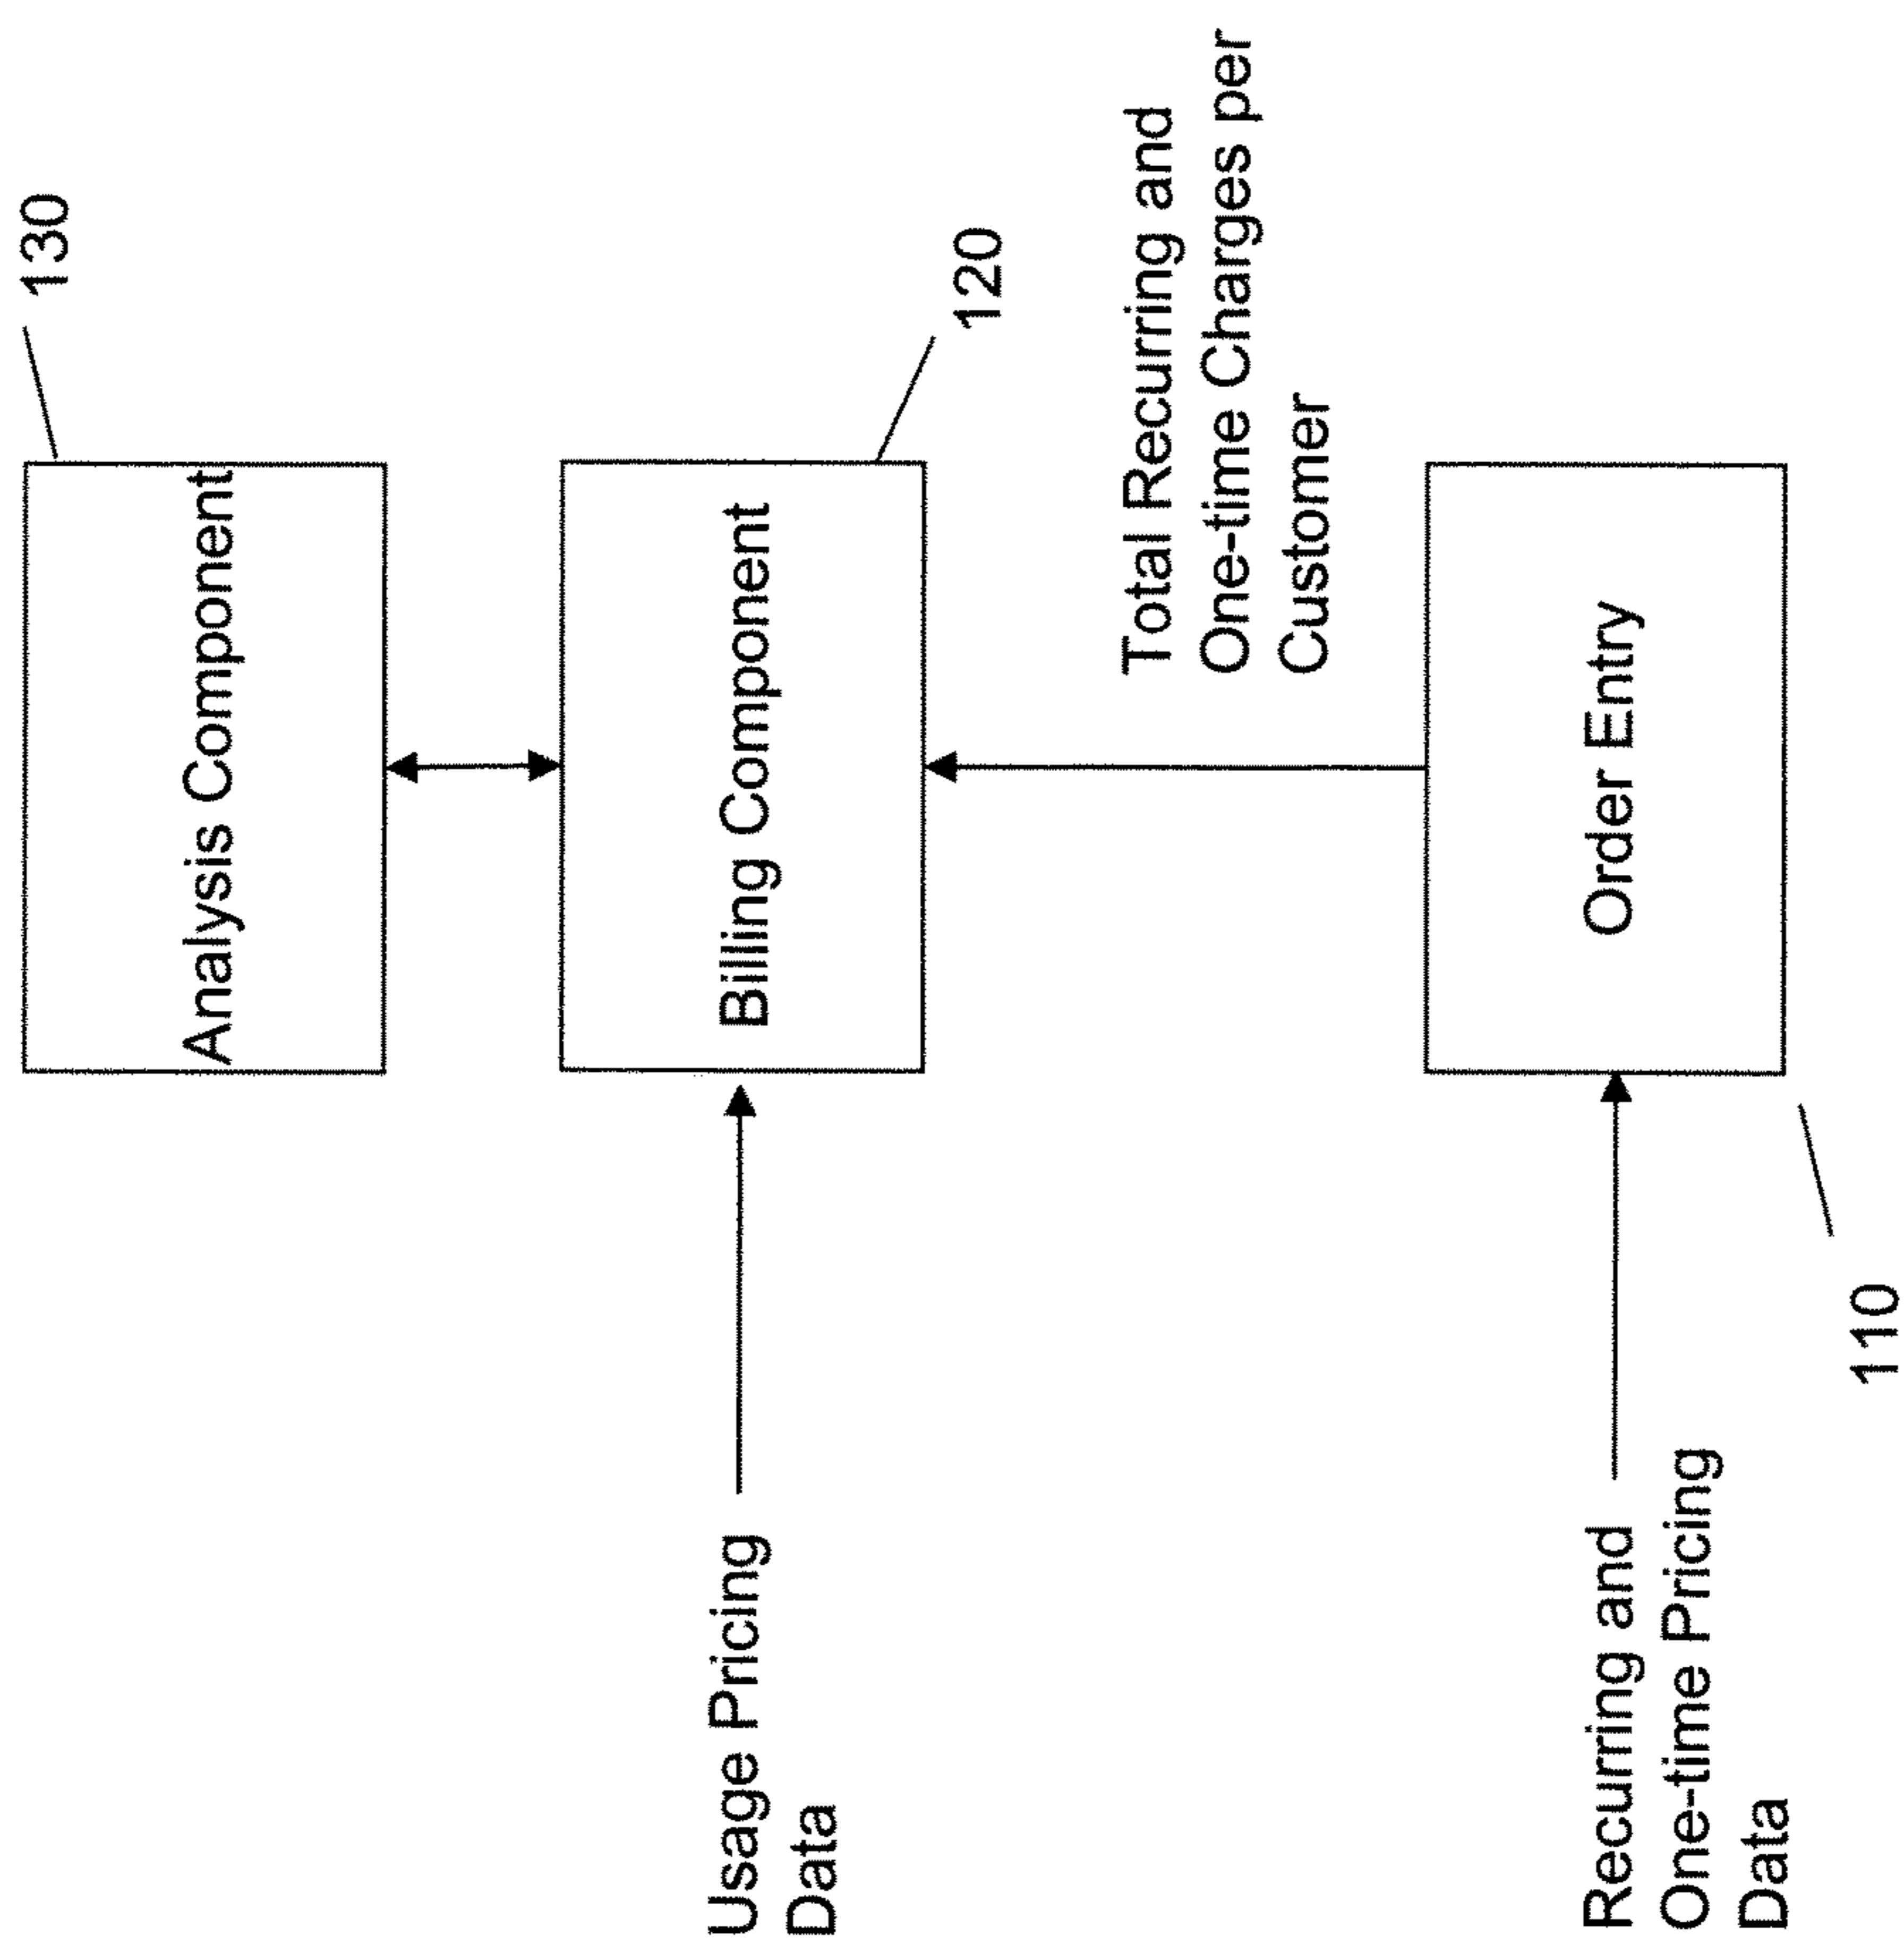 130
Analysis Component
120
Billing Component
Usage Pricing
Data
Total Recurring and
One-time Charges per
Customer
Order Entry
Recurring and
One-time Pricing
Data
110